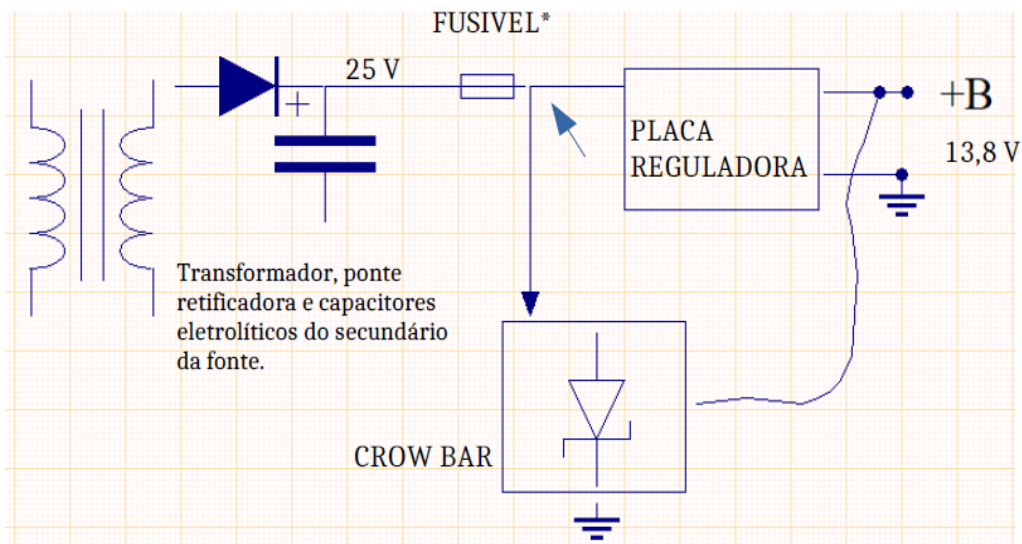 FUSIVEL*
25 V
+
PLACA
REGULADORA
+B
13,8 V
Transformador, ponte
retificadora e capacitores
eletrolíticos do secundário
da fonte.
CROW BAR